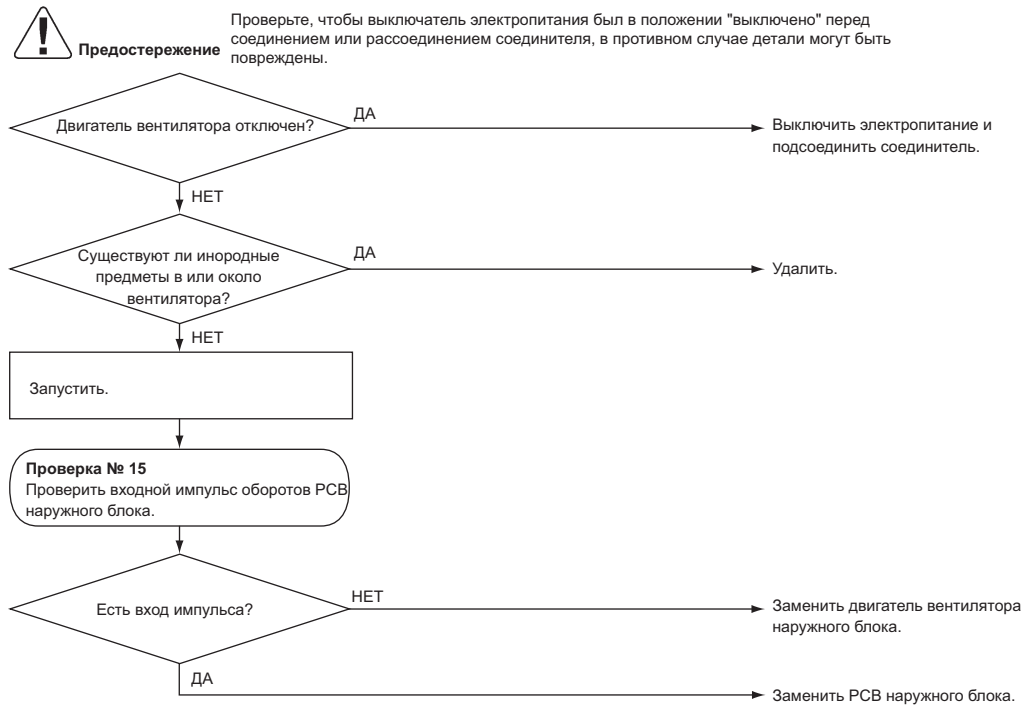 Предостережение
Проверьте, чтобы выключатель электропитания был в положении "выключено" перед
соединением или рассоединением соединителя, в противном случае детали могут быть
повреждены.
Двигатель вентилятора отключен?
ДА
Выключить электропитание и
подсоединить соединитель.
НЕТ
Существуют ли инородные
предметы в или около
вентилятора?
ДА
Удалить.
НЕТ
Запустить.
Проверка № 15
Проверить входной импульс оборотов PCB
наружного блока.
Есть вход импульса?
НЕТ
Заменить двигатель вентилятора
наружного блока.
ДА
Заменить PCB наружного блока.